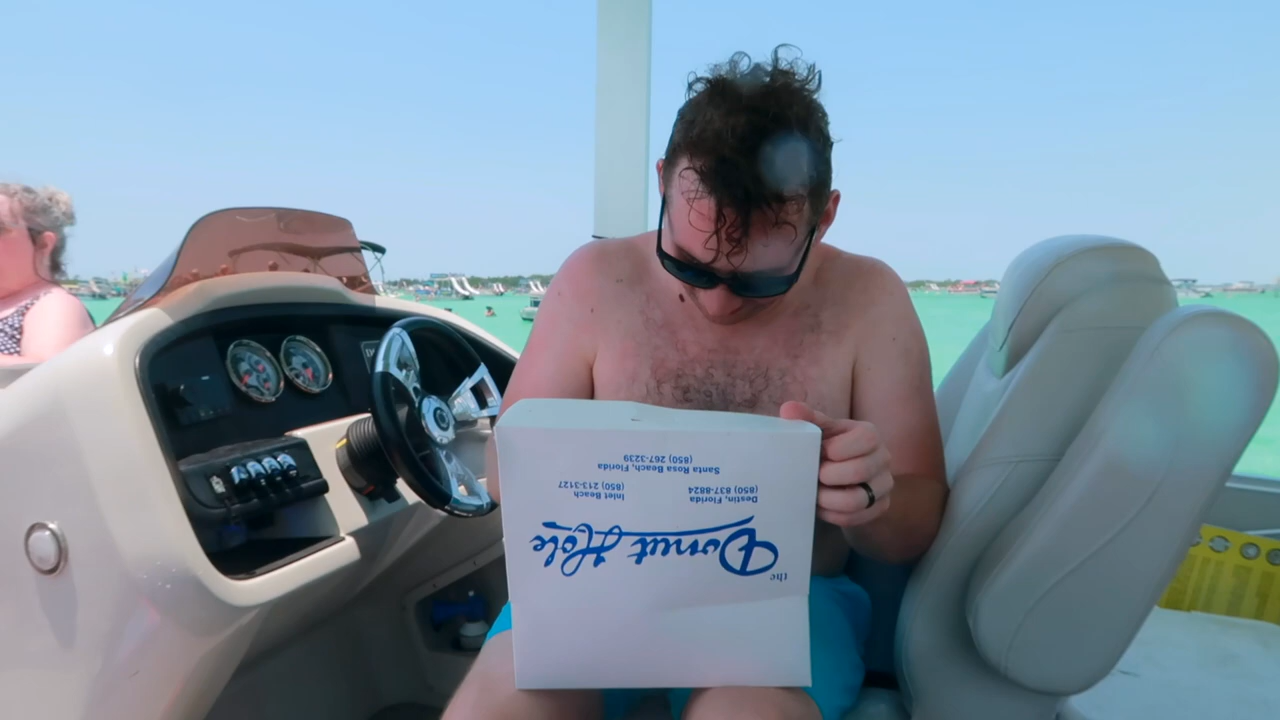 the
Donut Hole
Destin, Florida
(850) 837-8824
Inlet Beach
(850) 213-3127
Santa Rosa Beach, Florida
(850) 267-3239